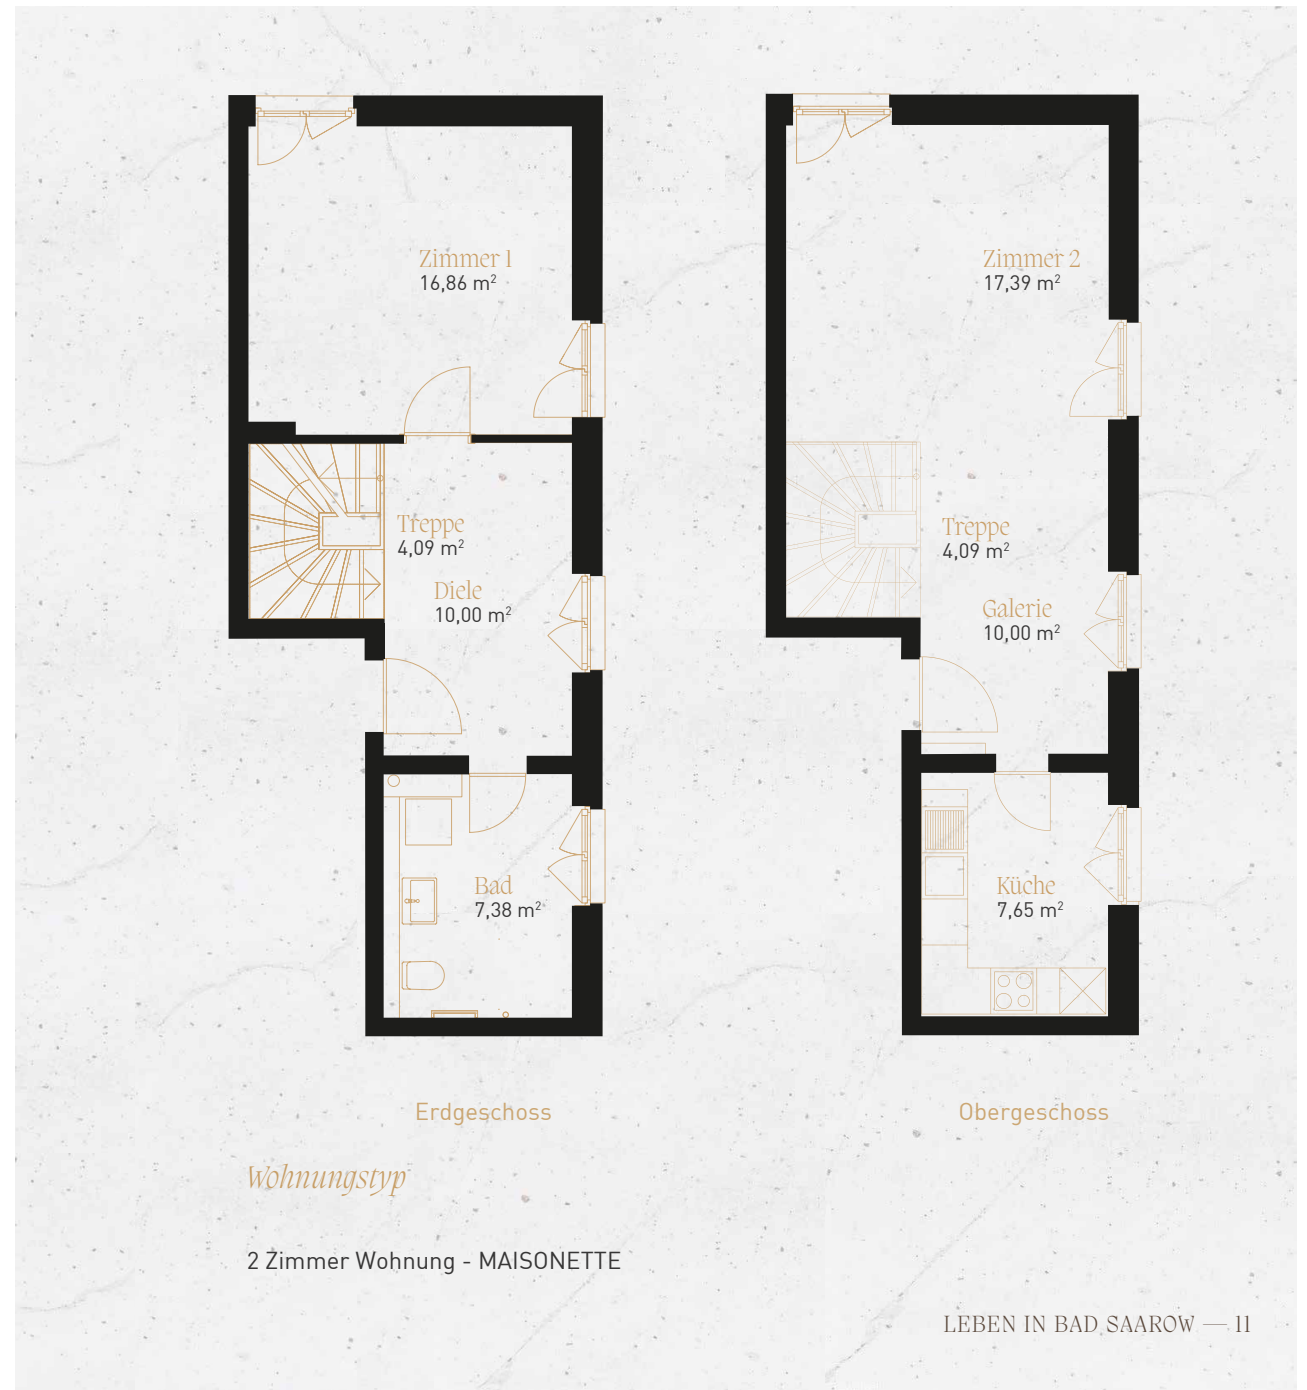 Zimmer 1
16,86 m²
Treppe
4,09 m²
Diele
10,00 m²
Bad
7,38 m²
Erdgeschoss
Zimmer 2
17,39 m²
Treppe
4,09 m²
Galerie
10,00 m²
Küche
7,65 m²
Obergeschoss
Wohnungstyp
2 Zimmer Wohnung - MAISONETTE
LEBEN IN BAD SAAROW — 11